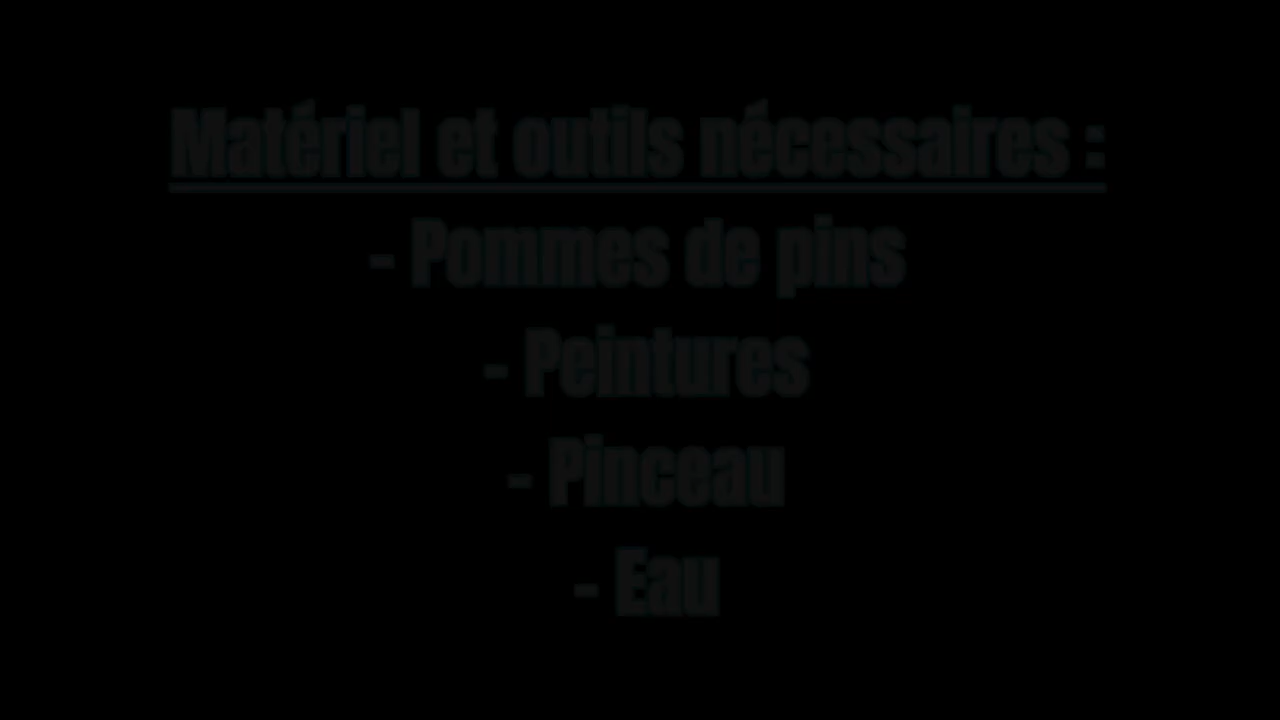 Matériel et outils nécessaires :
- Pommes de pins
- Peintures
- Pinceau
- Eau